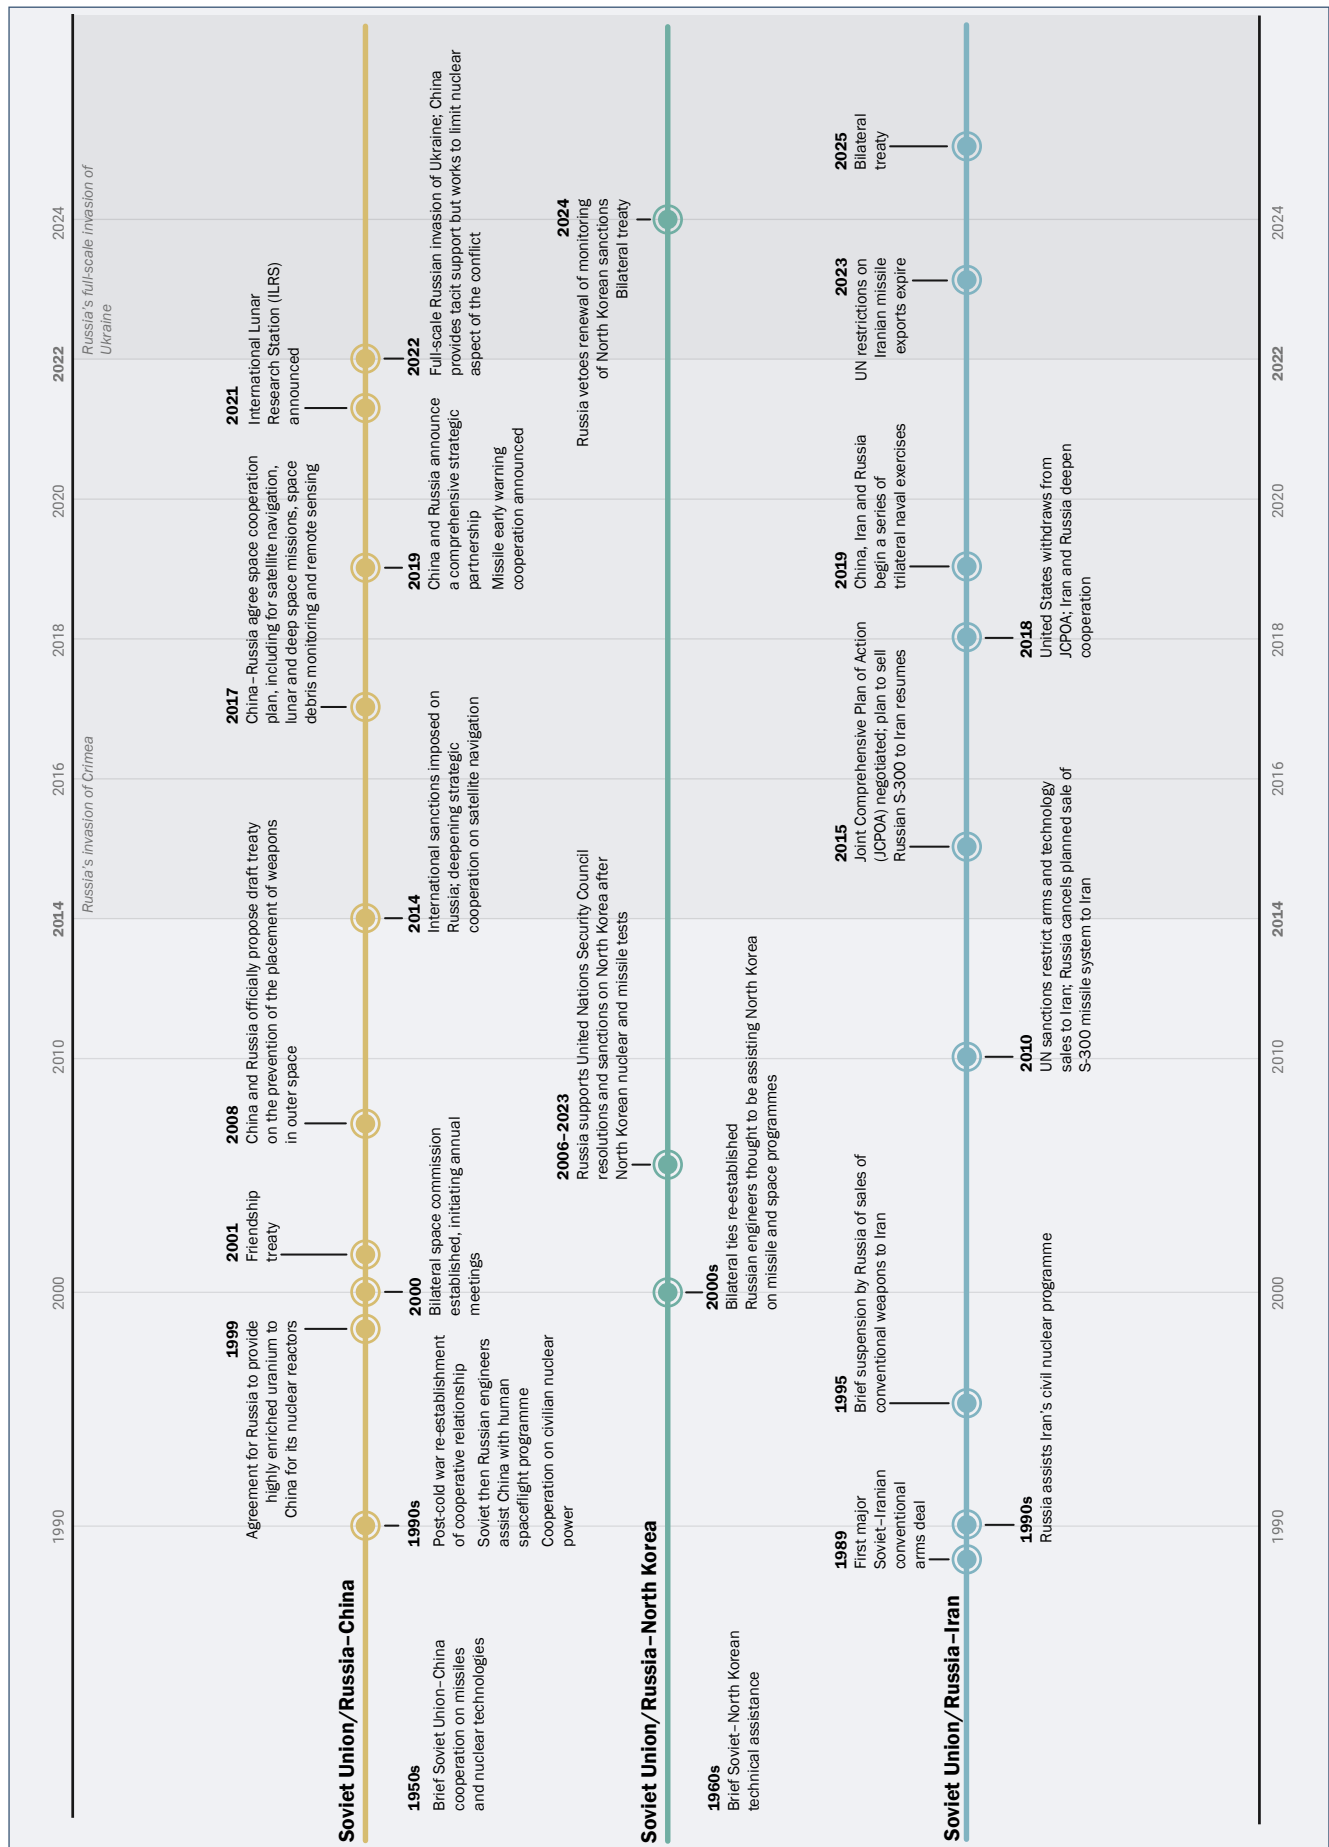 1990
2000
2010
2014
2016
2018
2020
2022
2024
Russia's invasion of Crimea
Russia's full-scale invasion of
Ukraine
Soviet Union/Russia–China
1999
Agreement for Russia to provide
highly enriched uranium to
China for its nuclear reactors
2001
Friendship
treaty
2008
China and Russia officially propose draft treaty
on the prevention of the placement of weapons
in outer space
2017
China–Russia agree space cooperation
plan, including for satellite navigation,
lunar and deep space missions, space
debris monitoring and remote sensing
2021
International Lunar
Research Station (ILRS)
announced
1950s
Brief Soviet Union–China
cooperation on missiles
and nuclear technologies
1990s
Post-cold war re-establishment
of cooperative relationship
Soviet then Russian engineers
assist China with human
spaceflight programme
Cooperation on civilian nuclear
power
2000
Bilateral space commission
established, initiating annual
meetings
2014
International sanctions imposed on
Russia; deepening strategic
cooperation on satellite navigation
2019
China and Russia announce
a comprehensive strategic
partnership
Missile early warning
cooperation announced
2022
Full-scale Russian invasion of Ukraine; China
provides tacit support but works to limit nuclear
aspect of the conflict
Soviet Union/Russia–North Korea
2006–2023
Russia supports United Nations Security Council
resolutions and sanctions on North Korea after
North Korean nuclear and missile tests
2024
Russia vetoes renewal of monitoring
of North Korean sanctions
Bilateral treaty
1960s
Brief Soviet–North Korean
technical assistance
2000s
Bilateral ties re-established
Russian engineers thought to be assisting North Korea
on missile and space programmes
Soviet Union/Russia–Iran
1989
First major
Soviet–Iranian
conventional
arms deal
1995
Brief suspension by Russia of sales of
conventional weapons to Iran
2015
Joint Comprehensive Plan of Action
(JCPOA) negotiated; plan to sell
Russian S-300 to Iran resumes
2019
China, Iran and Russia
begin a series of
trilateral naval exercises
2023
UN restrictions on
Iranian missile
exports expire
2025
Bilateral
treaty
1990s
Russia assists Iran's civil nuclear programme
2010
UN sanctions restrict arms and technology
sales to Iran; Russia cancels planned sale of
S-300 missile system to Iran
2018
United States withdraws from
JCPOA; Iran and Russia deepen
cooperation
1990
2000
2010
2014
2016
2018
2020
2022
2024